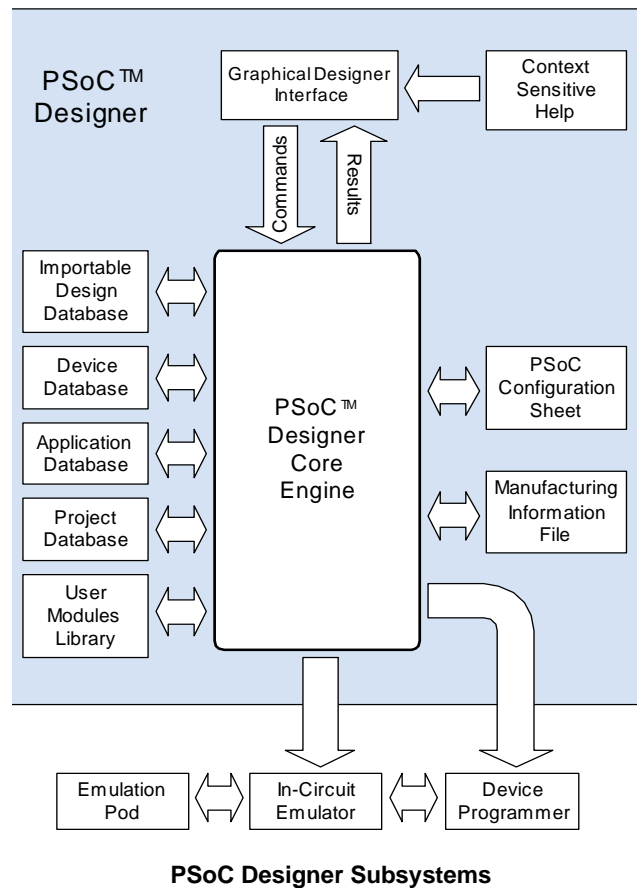 PSoC™
Designer
Graphical Designer
Interface
Context
Sensitive
Help
Commands
Results
Importable
Design
Database
Device
Database
Application
Database
Project
Database
User
Modules
Library
PSoC™
Designer
Core
Engine
PSoC
Configuration
Sheet
Manufacturing
Information
File
Emulation
Pod
In-Circuit
Emulator
Device
Programmer
PSoC Designer Subsystems